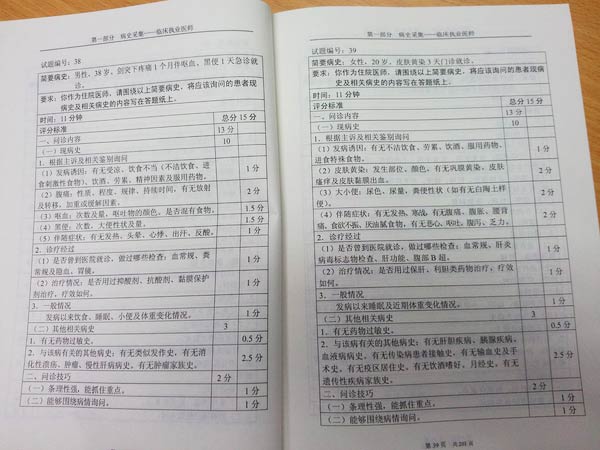 第一部分 病史采集——临床执业医师
试题编号：38
简要病史：男性，38岁，剑突下疼痛1个月伴呕血，黑便1天急诊就诊。
要求：你作为住院医师，请围绕以上简要病史，将应该询问的患者现病史及相关病史的内容写在答题纸上。
时间：11分钟
评分标准 总分15分
一、问诊内容 13分
（一）现病史 10
1．根据主诉及相关鉴别询问
（1）发病诱因：有无受凉、饮食不当（不洁饮食、进食刺激性食物）、饮酒、劳累、精神因素及服用药物。 1分
（2）腹痛：性质、程度、规律、持续时间，有无放射及转移，加重或缓解因素。 2分
（3）呕血：次数及量，呕吐物的颜色，是否混有食物。 1.5分
（4）黑便：次数、大便性状及量。 1.5分
（5）伴随症状：有无发热、头晕、心悸、出汗、反酸。 1分
2．诊疗经过
（1）是否曾到医院就诊，做过哪些检查：血常规、粪常规及隐血、胃镜。 1分
（2）治疗情况：是否用过抑酸剂、抗酸剂、黏膜保护剂治疗，疗效如何。 1分
3．一般情况
发病以来饮食、睡眠、小便及体重变化情况。 1分
（二）其他相关病史 3
1．有无药物过敏史。 0.5分
2．与该病有关的其他病史：有无类似发作史，有无消化性溃疡、肿瘤、慢性肝病病史，有无肿瘤家族史。 2.5分
二、问诊技巧 2分
（一）条理性强，能抓住重点。 1分
（二）能够围绕病情询问。 1分
第一部分 病史采集——临床执业医师
试题编号：39
简要病史：女性，20岁，皮肤黄染3天门诊就诊。
要求：你作为住院医师，请围绕以上简要病史，将应该询问的患者现病史及相关病史的内容写在答题纸上。
时间：11分钟
评分标准 总分15分
一、问诊内容 13分
（一）现病史 10
1．根据主诉及相关鉴别询问
（1）发病诱因：有无不洁饮食、劳累、饮酒、服用药物、进食特殊食物。 1分
（2）皮肤黄染：发生部位、颜色，有无巩膜黄染，皮肤瘙痒及皮肤黏膜出血。 2分
（3）大小便：尿色、尿量，粪便性状（如有无白陶土样便）。 2分
（4）伴随症状：有无发热、寒战，有无腹痛、腹胀、腰背痛，食欲不振、厌油腻食物，有无恶心、呕吐、腹泻、乏力。 2分
2．诊疗经过
（1）是否曾到医院就诊，做过哪些检查：血常规，肝炎病毒标志物检查、肝功能、腹部B超。 1分
（2）治疗情况：是否用过保肝、利胆类药物治疗，疗效如何。 1分
3．一般情况
发病以来睡眠及近期体重变化情况。 1分
（二）其他相关病史 3
1．有无药物过敏史。 0.5分
2．与该病有关的其他病史：有无肝胆疾病、胰腺疾病、血液病病史，有无传染病患者接触史，有无输血史及手术史，有无疫区居住史，有无饮酒嗜好。月经史。有无遗传性疾病家族史。 2.5分
二、问诊技巧 2分
（一）条理性强，能抓住重点。 1分
（二）能够围绕病情询问。 1分
第39页 共201页